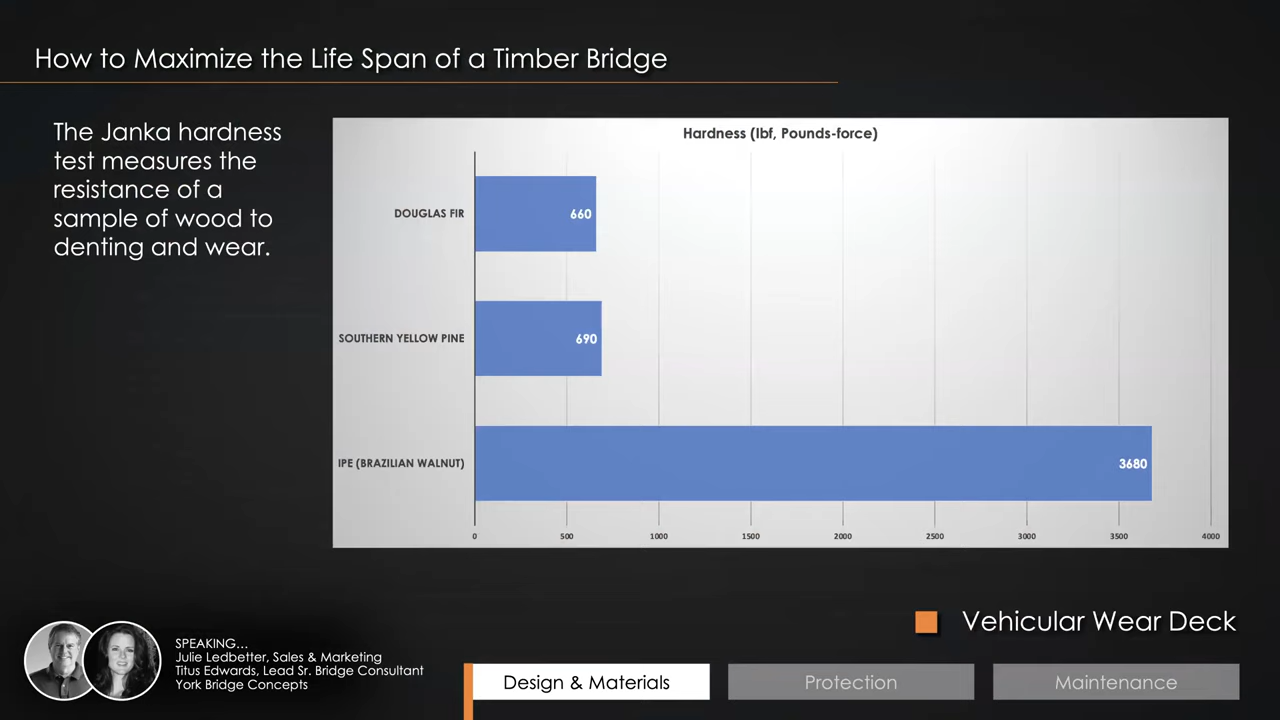 How to Maximize the Life Span of a Timber Bridge
The Janka hardness
test measures the
resistance of a
sample of wood to
denting and wear.
Hardness (lbf, Pounds-force)
DOUGLAS FIR
660
SOUTHERN YELLOW PINE
690
IPE (BRAZILIAN WALNUT)
3680
0 500 1000 1500 2000 2500 3000 3500 4000
Vehicular Wear Deck
SPEAKING...
Julie Ledbetter, Sales & Marketing
Titus Edwards, Lead Sr. Bridge Consultant
York Bridge Concepts
Design & Materials
Protection
Maintenance